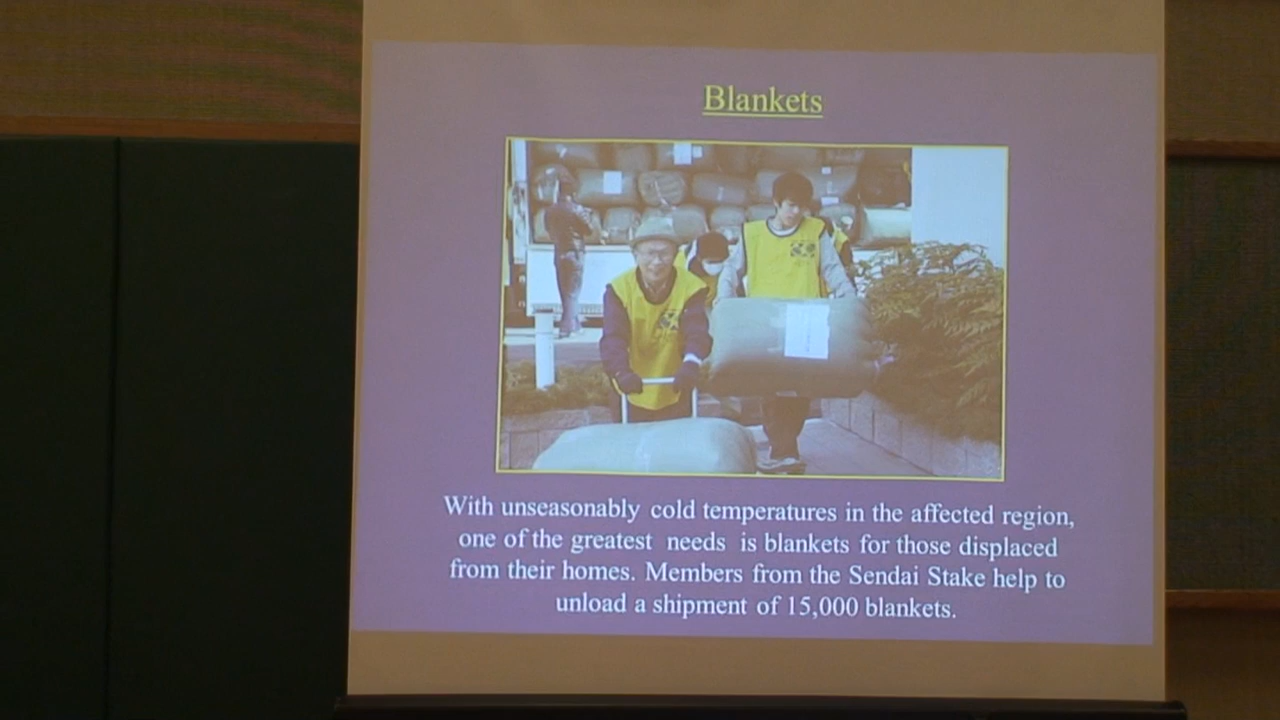 Blankets
With unseasonably cold temperatures in the affected region,
one of the greatest needs is blankets for those displaced
from their homes. Members from the Sendai Stake help to
unload a shipment of 15,000 blankets.